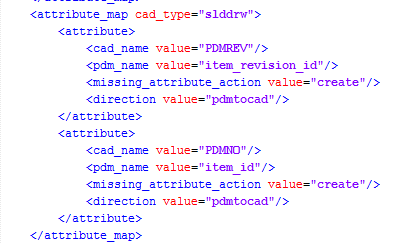 </attribute_map>
<attribute_map cad_type="slddrw">
<attribute>
<cad_name value="PDMREV"/>
<pdm_name value="item_revision_id"/>
<missing_attribute_action value="create"/>
<direction value="pdmtocad"/>
</attribute>
<attribute>
<cad_name value="PDMNO"/>
<pdm_name value="item_id"/>
<missing_attribute_action value="create"/>
<direction value="pdmtocad"/>
</attribute>
</attribute_map>